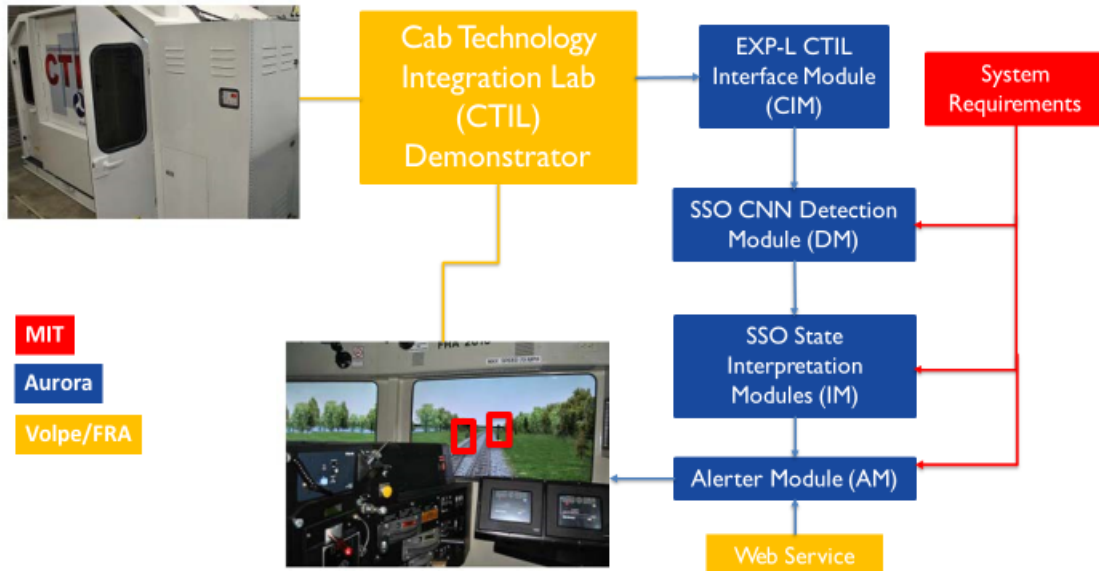 CTI
Cab Technology
Integration Lab
(CTIL)
Demonstrator
EXP-L CTIL
Interface Module
(CIM)
System
Requirements
SSO CNN Detection
Module (DM)
SSO State
Interpretation
Modules (IM)
Alerter Module (AM)
Web Service
MIT
Aurora
Volpe/FRA
FRA 2010